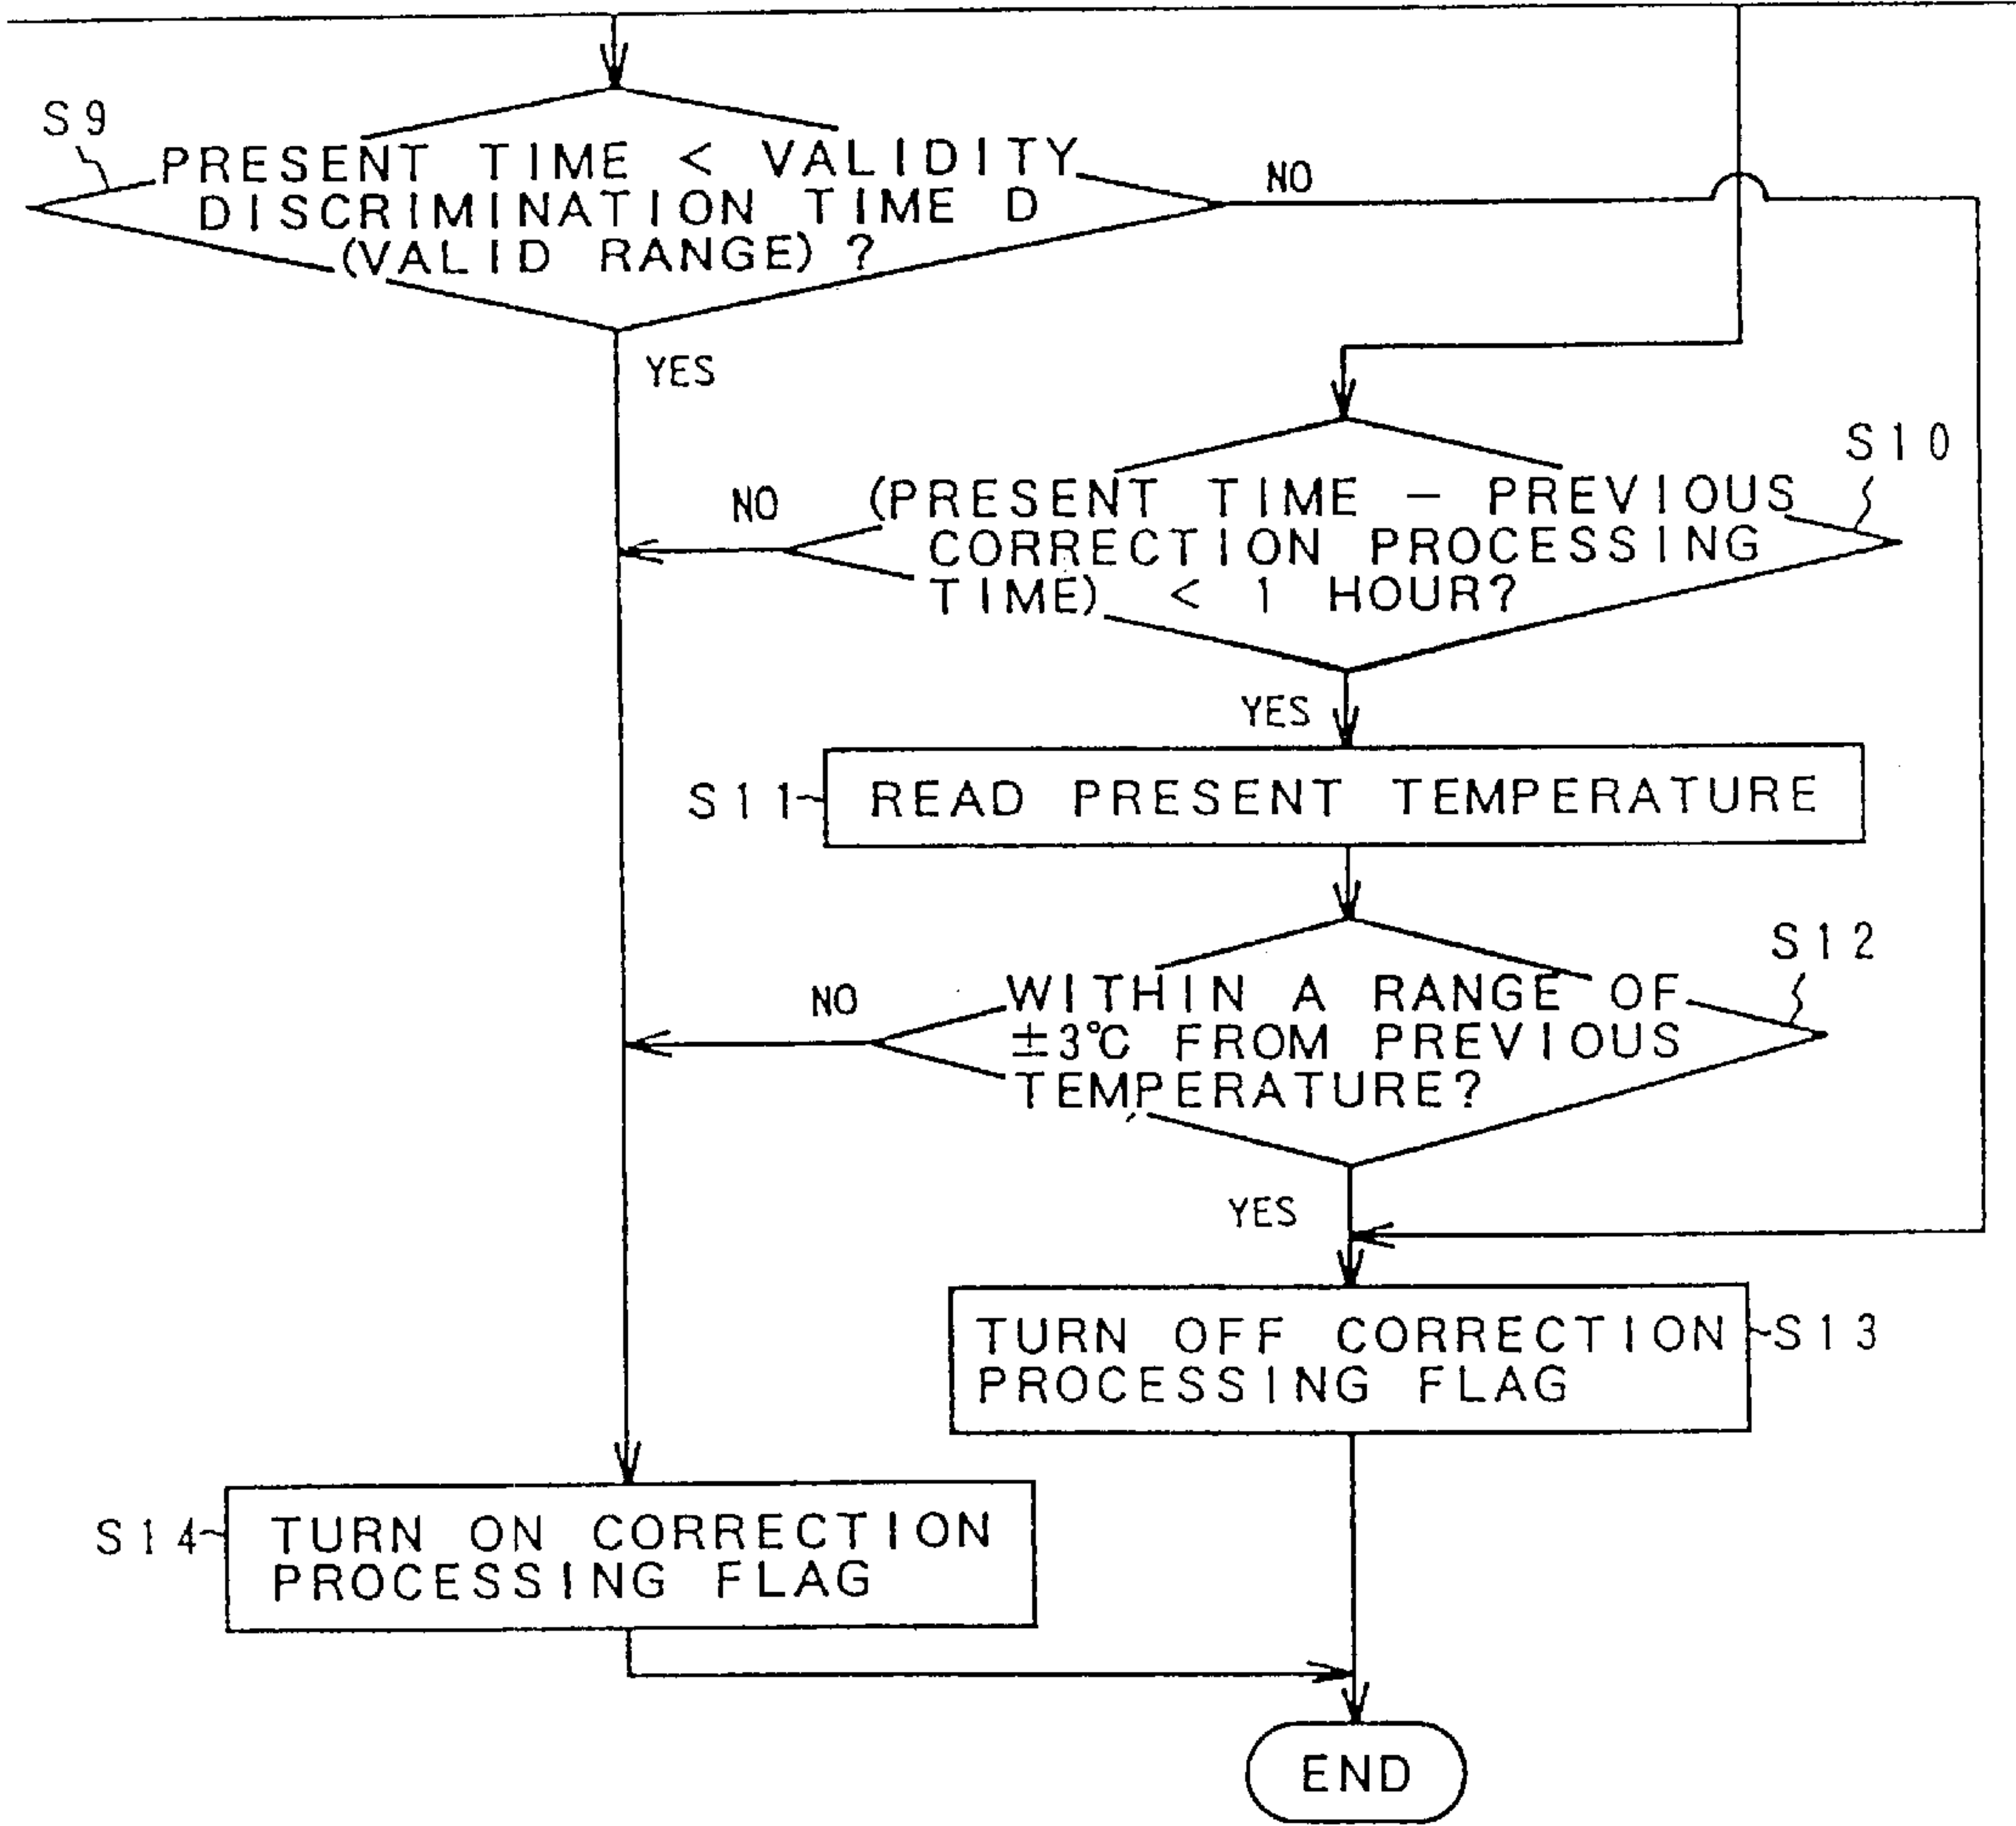 S9
PRESENT TIME < VALIDITY
DISCRIMINATION TIME D
(VALID RANGE) ?
NO
YES
S10
(PRESENT TIME – PREVIOUS
CORRECTION PROCESSING
TIME) < 1 HOUR?
NO
YES
S11
READ PRESENT TEMPERATURE
S12
WITHIN A RANGE OF
±3℃ FROM PREVIOUS
TEMPERATURE?
NO
YES
TURN OFF CORRECTION
PROCESSING FLAG
S13
S14
TURN ON CORRECTION
PROCESSING FLAG
END